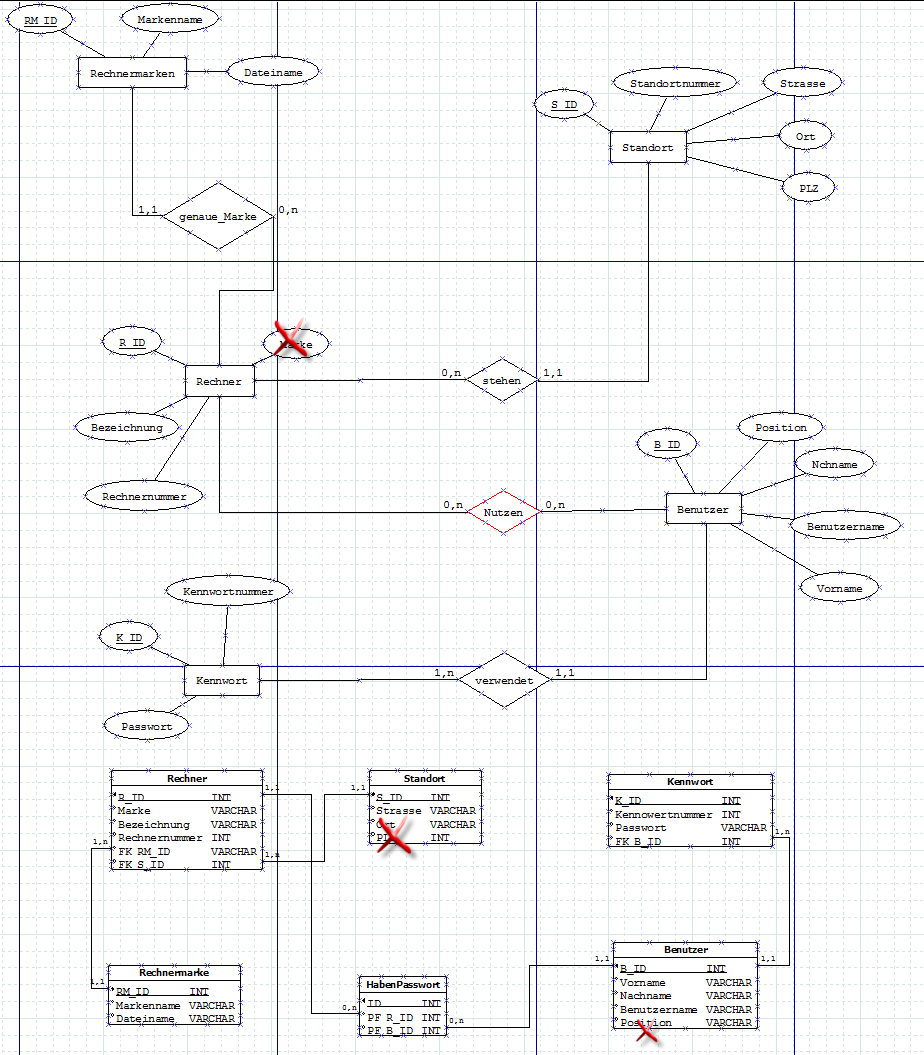 RM_ID
Markenname
Rechnermarken
Dateiname
S_ID
Standortnummer
Strasse
Ort
Standort
PLZ
1,1
genaue_Marke
0,n
R_ID
Rechner
0,n
stehen
1,1
Bezeichnung
Rechnernummer
B_ID
Position
Nchname
Benutzer
Benutzername
Vorname
0,n
Nutzen
0,n
Kennwortnummer
K_ID
Kennwort
1,n
verwendet
1,1
Passwort
Rechner
R_ID INT
Marke VARCHAR
Bezeichnung VARCHAR
Rechnernummer INT
FK RM_ID VARCHAR
FK S_ID INT
1,1
1,n
1,n
Standort
1,1
S_ID INT
Strasse VARCHAR
Ort VARCHAR
INT
Kennwort
K_ID INT
Kennowertnummer INT
Passwort VARCHAR
FK B_ID INT
1,n
Rechnermarke
1,1
RM_ID INT
Markenname VARCHAR
Dateiname VARCHAR
HabenPasswort
ID INT
0,n
PF R_ID INT
PF B_ID INT
0,n
Benutzer
1,1
B_ID INT
1,1
Vorname VARCHAR
Nachname VARCHAR
Benutzername VARCHAR
Position VARCHAR